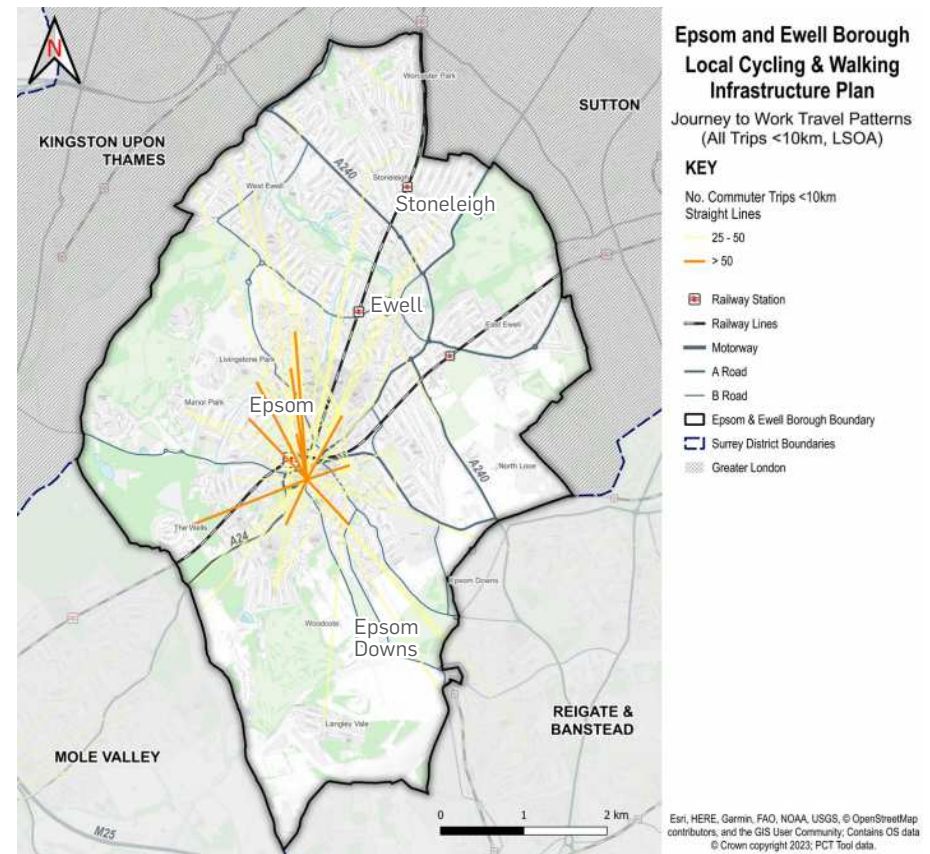 N
KINGSTON UPON
THAMES
SUTTON
Worcester Park
A240
Stoneleigh
Stoneleigh
West Ewell
Ewell
East Ewell
Livingstone Park
Manor Park
Epsom
North Looe
A240
The Wells
A24
Epsom Downs
Woodcote
Epsom
Downs
Langley Vale
MOLE VALLEY
REIGATE &
BANSTEAD
M25
0 1 2 km
Epsom and Ewell Borough
Local Cycling & Walking
Infrastructure Plan
Journey to Work Travel Patterns
(All Trips <10km, LSOA)
KEY
No. Commuter Trips <10km
Straight Lines
25 - 50
> 50
Railway Station
Railway Lines
Motorway
A Road
B Road
Epsom & Ewell Borough Boundary
Surrey District Boundaries
Greater London
Esri, HERE, Garmin, FAO, NOAA, USGS, © OpenStreetMap
contributors, and the GIS User Community; Contains OS data
© Crown copyright 2023; PCT Tool data.